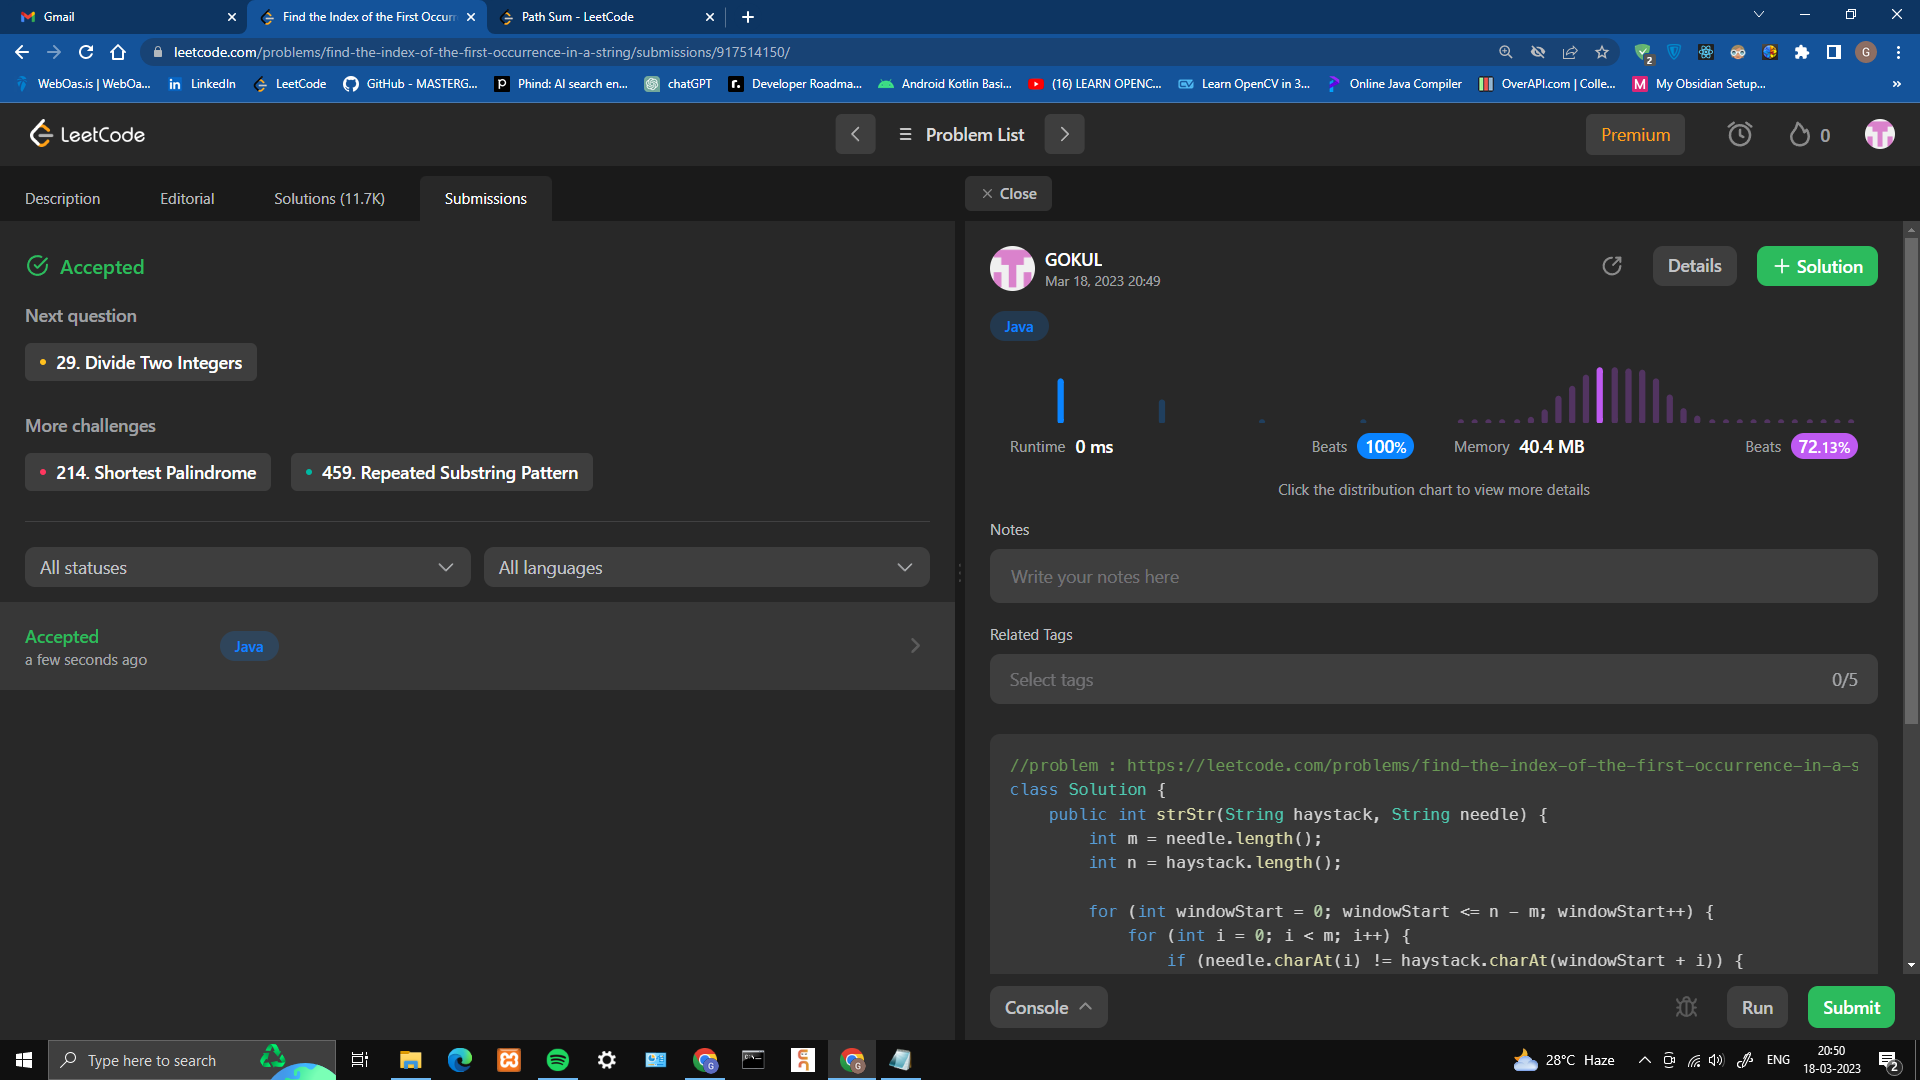 Gmail
Find the Index of the First Occurr
Path Sum - LeetCode
leetcode.com/problems/find-the-index-of-the-first-occurrence-in-a-string/submissions/917514150/
2
G
WebOas.is | WebOa...
LinkedIn
LeetCode
GitHub - MASTERG...
Phind: AI search en...
chatGPT
Developer Roadma...
Android Kotlin Basi...
(16) LEARN OPENC...
Learn OpenCV in 3...
Online Java Compiler
OverAPI.com | Colle...
My Obsidian Setup...
»
LeetCode
Problem List
Premium
0
Description
Editorial
Solutions (11.7K)
Submissions
Close
Accepted
Next question
29. Divide Two Integers
More challenges
214. Shortest Palindrome
459. Repeated Substring Pattern
All statuses
All languages
Accepted
a few seconds ago
Java
GOKUL
Mar 18, 2023 20:49
Details
+ Solution
Java
Runtime 0 ms
Beats 100%
Memory 40.4 MB
Beats 72.13%
Click the distribution chart to view more details
Notes
Write your notes here
Related Tags
Select tags
0/5
//problem : https://leetcode.com/problems/find-the-index-of-the-first-occurrence-in-a-s
class Solution {
    public int strStr(String haystack, String needle) {
        int m = needle.length();
        int n = haystack.length();
        for (int windowStart = 0; windowStart <= n - m; windowStart++) {
            for (int i = 0; i < m; i++) {
                if (needle.charAt(i) != haystack.charAt(windowStart + i)) {
Console
Run
Submit
Type here to search
28°C Haze
ENG
20:50
18-03-2023
2